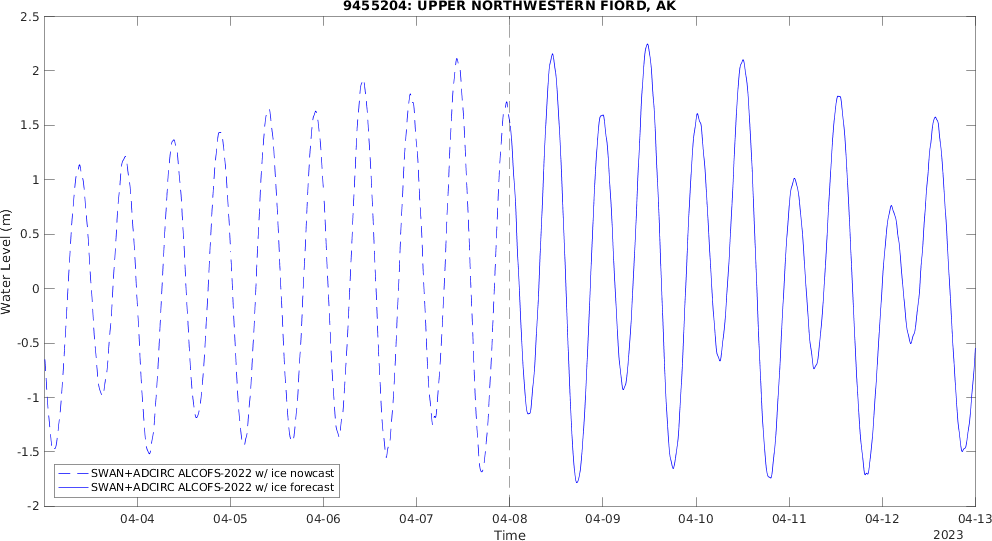 9455204: UPPER NORTHWESTERN FIORD, AK
2.5
2
1.5
1
0.5
0
-0.5
-1
-1.5
-2
Water Level (m)
SWAN+ADCIRC ALCOFS-2022 w/ ice nowcast
SWAN+ADCIRC ALCOFS-2022 w/ ice forecast
04-04 04-05 04-06 04-07 04-08 04-09 04-10 04-11 04-12 04-13
Time
2023